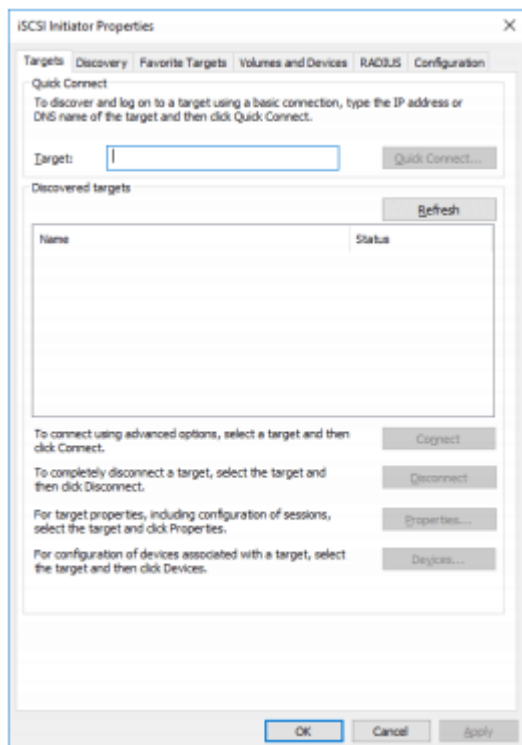 iSCSI Initiator Properties
Targets Discovery Favorite Targets Volumes and Devices RADIUS Configuration
Quick Connect
To discover and log on to a target using a basic connection, type the IP address or
DNS name of the target and then click Quick Connect.
Target:
Quick Connect...
Discovered targets
Refresh
Name Status
To connect using advanced options, select a target and then
click Connect.
Connect
To completely disconnect a target, select the target and
then click Disconnect.
Disconnect
For target properties, including configuration of sessions,
select the target and click Properties.
Properties...
For configuration of devices associated with a target, select
the target and then click Devices.
Devices...
OK Cancel Apply